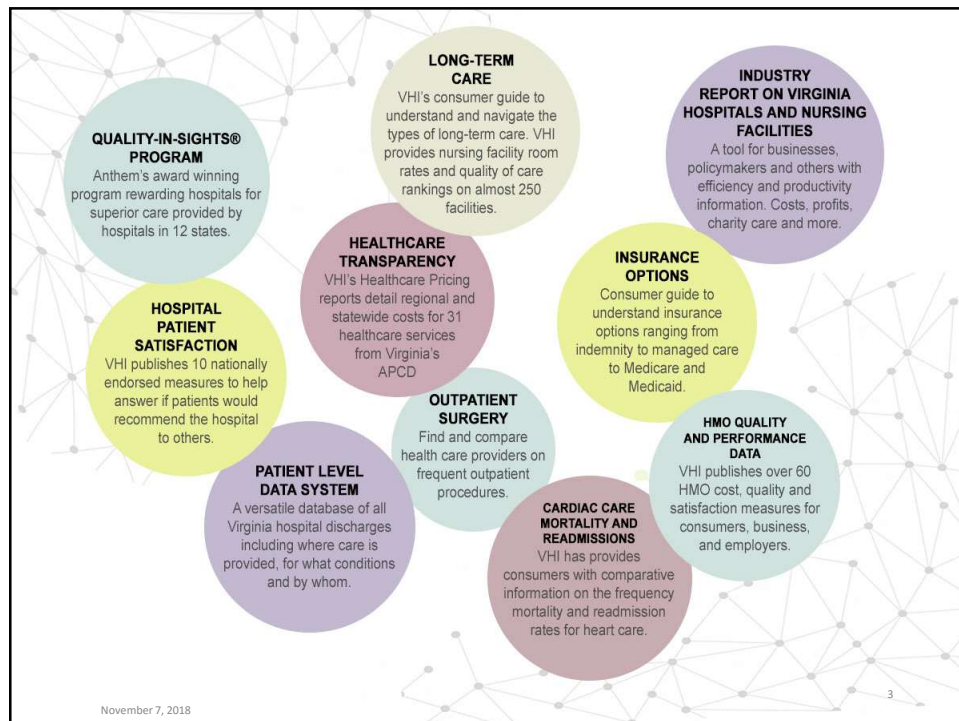 QUALITY-IN-SIGHTS®
PROGRAM
Anthem's award winning
program rewarding hospitals for
superior care provided by
hospitals in 12 states.
LONG-TERM
CARE
VHI's consumer guide to
understand and navigate the
types of long-term care. VHI
provides nursing facility room
rates and quality of care
rankings on almost 250
facilities.
INDUSTRY
REPORT ON VIRGINIA
HOSPITALS AND NURSING
FACILITIES
A tool for businesses,
policymakers and others with
efficiency and productivity
information. Costs, profits,
charity care and more.
HEALTHCARE
TRANSPARENCY
VHI's Healthcare Pricing
reports detail regional and
statewide costs for 31
healthcare services
from Virginia's
APCD
INSURANCE
OPTIONS
Consumer guide to
understand insurance
options ranging from
indemnity to managed care
to Medicare and
Medicaid.
HOSPITAL
PATIENT
SATISFACTION
VHI publishes 10 nationally
endorsed measures to help
answer if patients would
recommend the hospital
to others.
OUTPATIENT
SURGERY
Find and compare
health care providers on
frequent outpatient
procedures.
HMO QUALITY
AND PERFORMANCE
DATA
VHI publishes over 60
HMO cost, quality and
satisfaction measures for
consumers, business,
and employers.
PATIENT LEVEL
DATA SYSTEM
A versatile database of all
Virginia hospital discharges
including where care is
provided, for what conditions
and by whom.
CARDIAC CARE
MORTALITY AND
READMISSIONS
VHI has provides
consumers with comparative
information on the frequency
mortality and readmission
rates for heart care.
November 7, 2018
3